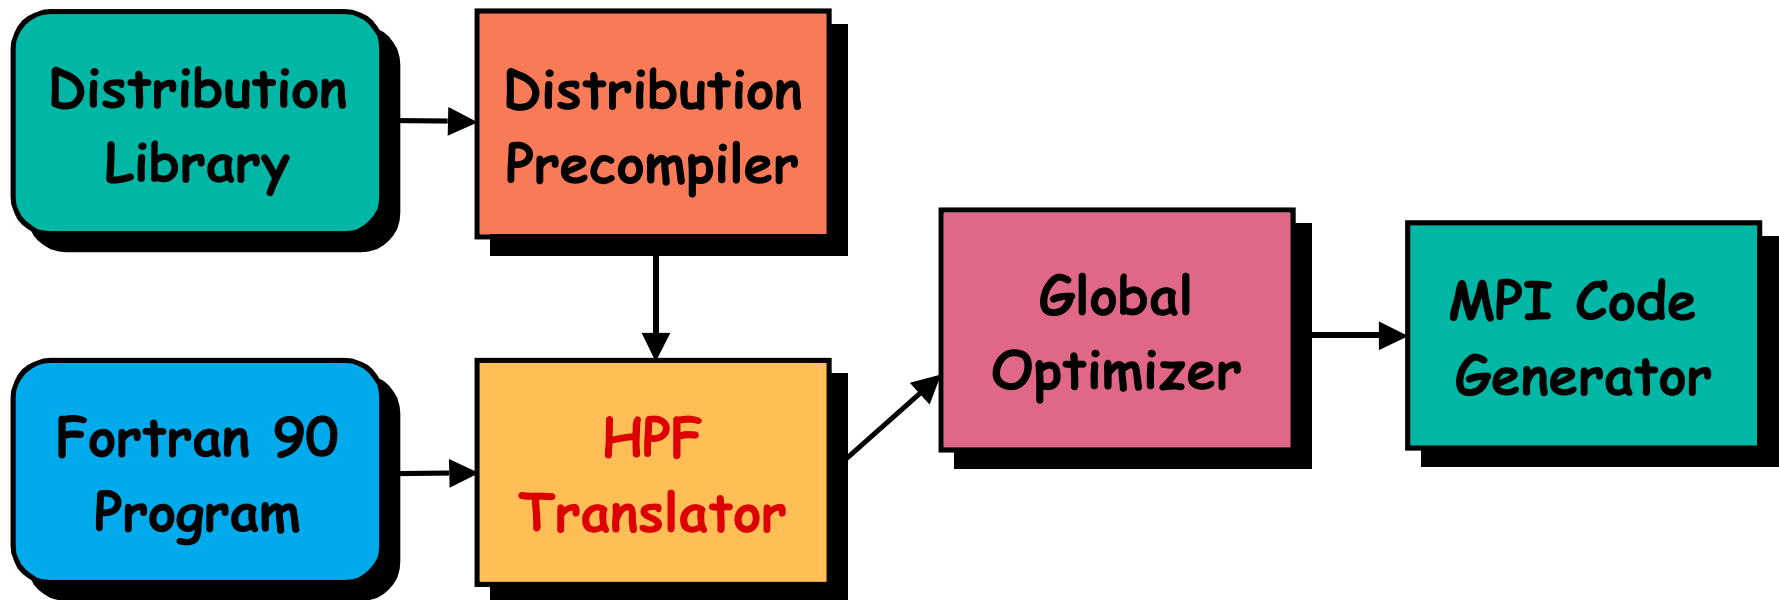 Distribution
Library
Distribution
Precompiler
Fortran 90
Program
HPF
Translator
Global
Optimizer
MPI Code
Generator